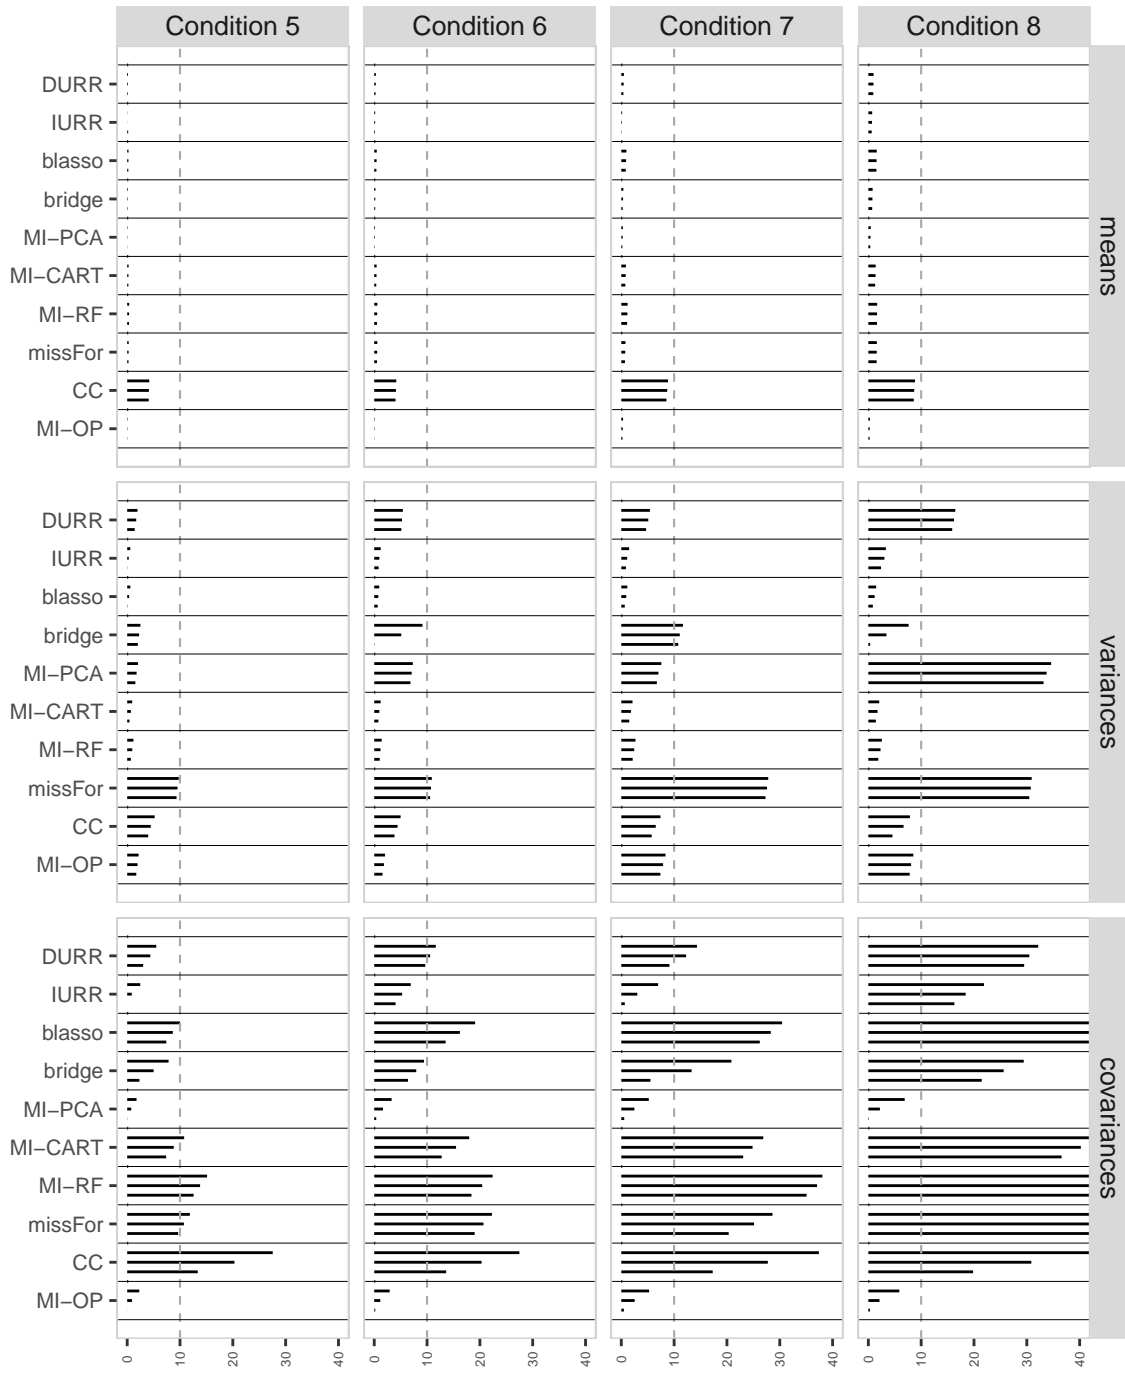 Condition 5 Condition 6 Condition 7 Condition 8
DURR
IURR
blasso
bridge
MI−PCA
MI−CART
MI−RF
missFor
CC
MI−OP
means
DURR
IURR
blasso
bridge
MI−PCA
MI−CART
MI−RF
missFor
CC
MI−OP
variances
DURR
IURR
blasso
bridge
MI−PCA
MI−CART
MI−RF
missFor
CC
MI−OP
covariances
0 10 20 30 40 0 10 20 30 40 0 10 20 30 40 0 10 20 30 40